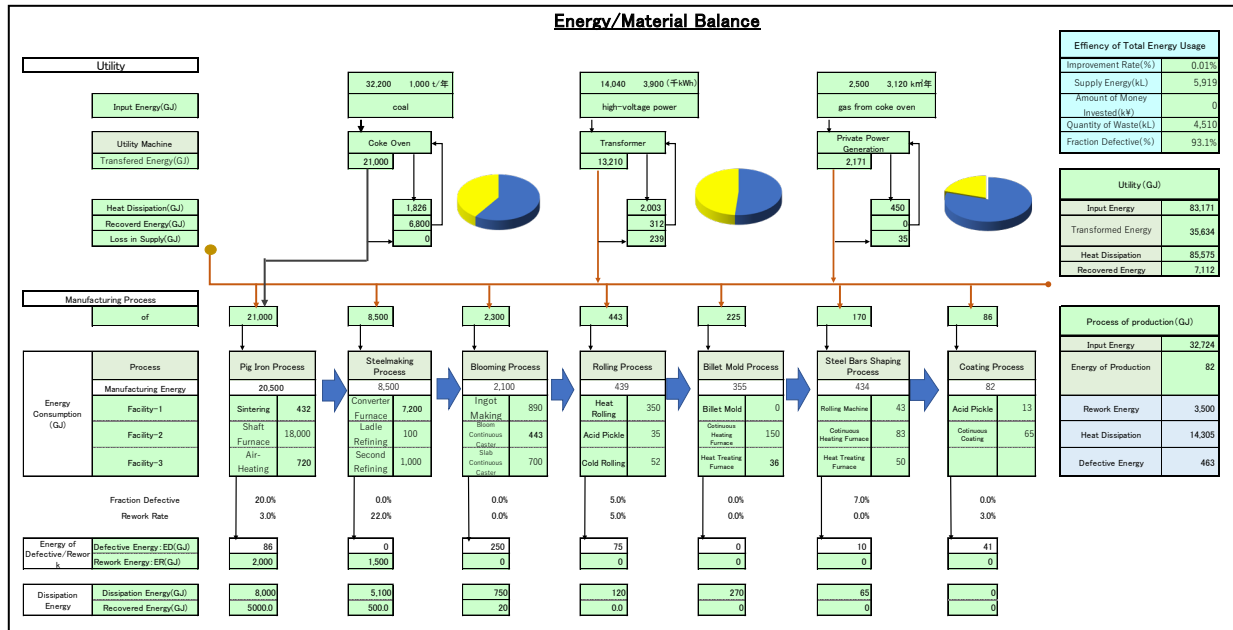 Energy/Material Balance
Effiency of Total Energy Usage
Improvement Rate(%) 0.01%
Supply Energy(kL) 5,919
Amount of Money Invested(k¥) 0
Quantity of Waste(kL) 4,510
Fraction Defective(%) 93.1%
Utility
32,200 1,000 t/年
14,040 3,900 (千kWh)
2,500 3,120 k㎥年
Input Energy(GJ)
coal
high-voltage power
gas from coke oven
Utility Machine
Coke Oven
Transformer
Private Power Generation
Transfered Energy(GJ)
21,000
13,210
2,171
Heat Dissipation(GJ) 1,826 2,003 450
Recoverd Energy(GJ) 6,800 312 0
Loss in Supply(GJ) 0 239 35
Utility(GJ)
Input Energy 83,171
Transformed Energy 35,634
Heat Dissipation 85,575
Recovered Energy 7,112
Manufacturing Process
of 21,000 8,500 2,300 443 225 170 86
Process of production(GJ)
Input Energy 32,724
Energy of Production 82
Rework Energy 3,500
Heat Dissipation 14,305
Defective Energy 463
Energy Consumption (GJ)
Process
Pig Iron Process
Steelmaking Process
Blooming Process
Rolling Process
Billet Mold Process
Steel Bars Shaping Process
Coating Process
Manufacturing Energy 20,500 8,500 2,100 439 355 434 82
Facility-1
Sintering 432
Converter Furnace 7,200
Ingot Making 890
Heat Rolling 350
Billet Mold 0
Rolling Machine 43
Acid Pickle 13
Facility-2
Shaft Furnace 18,000
Ladle Refining 100
Bloom Continuous Caster 443
Acid Pickle 35
Cotinuous Heating Furnace 150
Cotinuous Heating Furnace 83
Cotinuous Coating 65
Facility-3
Air-Heating 720
Second Refining 1,000
Slab Continuous Caster 700
Cold Rolling 52
Heat Treating Furnace 36
Heat Treating Furnace 50
Fraction Defective 20.0% 0.0% 0.0% 5.0% 0.0% 7.0% 0.0%
Rework Rate 3.0% 22.0% 0.0% 5.0% 0.0% 0.0% 3.0%
Energy of Defective/Rework
Defective Energy:ED(GJ) 86 0 250 75 0 10 41
Rework Energy:ER(GJ) 2,000 1,500 0 0 0 0 0
Dissipation Energy
Dissipation Energy(GJ) 8,000 5,100 750 120 270 65 0
Recovered Energy(GJ) 5000.0 500.0 20 0.0 0 0 0